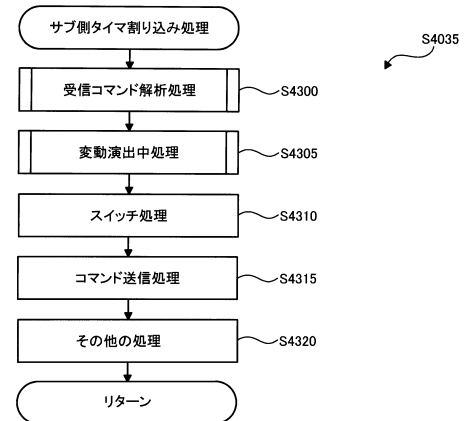 サブ側タイマ割り込み処理
S4035
受信コマンド解析処理
S4300
変動演出中処理
S4305
スイッチ処理
S4310
コマンド送信処理
S4315
その他の処理
S4320
リターン